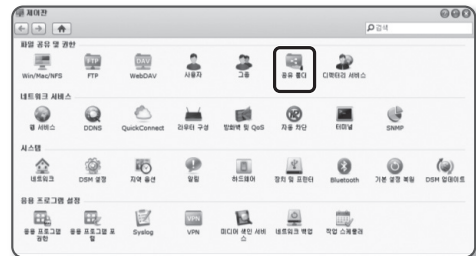 제어판
검색
파일 공유 및 권한
Win/Mac/NFS FTP WebDAV 사용자 그룹 공유 폴더 디렉터리 서비스
네트워크 서비스
웹 서비스 DDNS QuickConnect 라우터 구성 방화벽 및 QoS 자동 차단 터미널 SNMP
시스템
네트워크 DSM 설정 지역 옵션 알림 하드웨어 장치 및 프린터 Bluetooth 기본 설정 복원 DSM 업데이트
응용 프로그램 설정
응용 프로그램 권한 응용 프로그램 포털 Syslog VPN 미디어 색인 서비스 네트워크 백업 작업 스케줄러